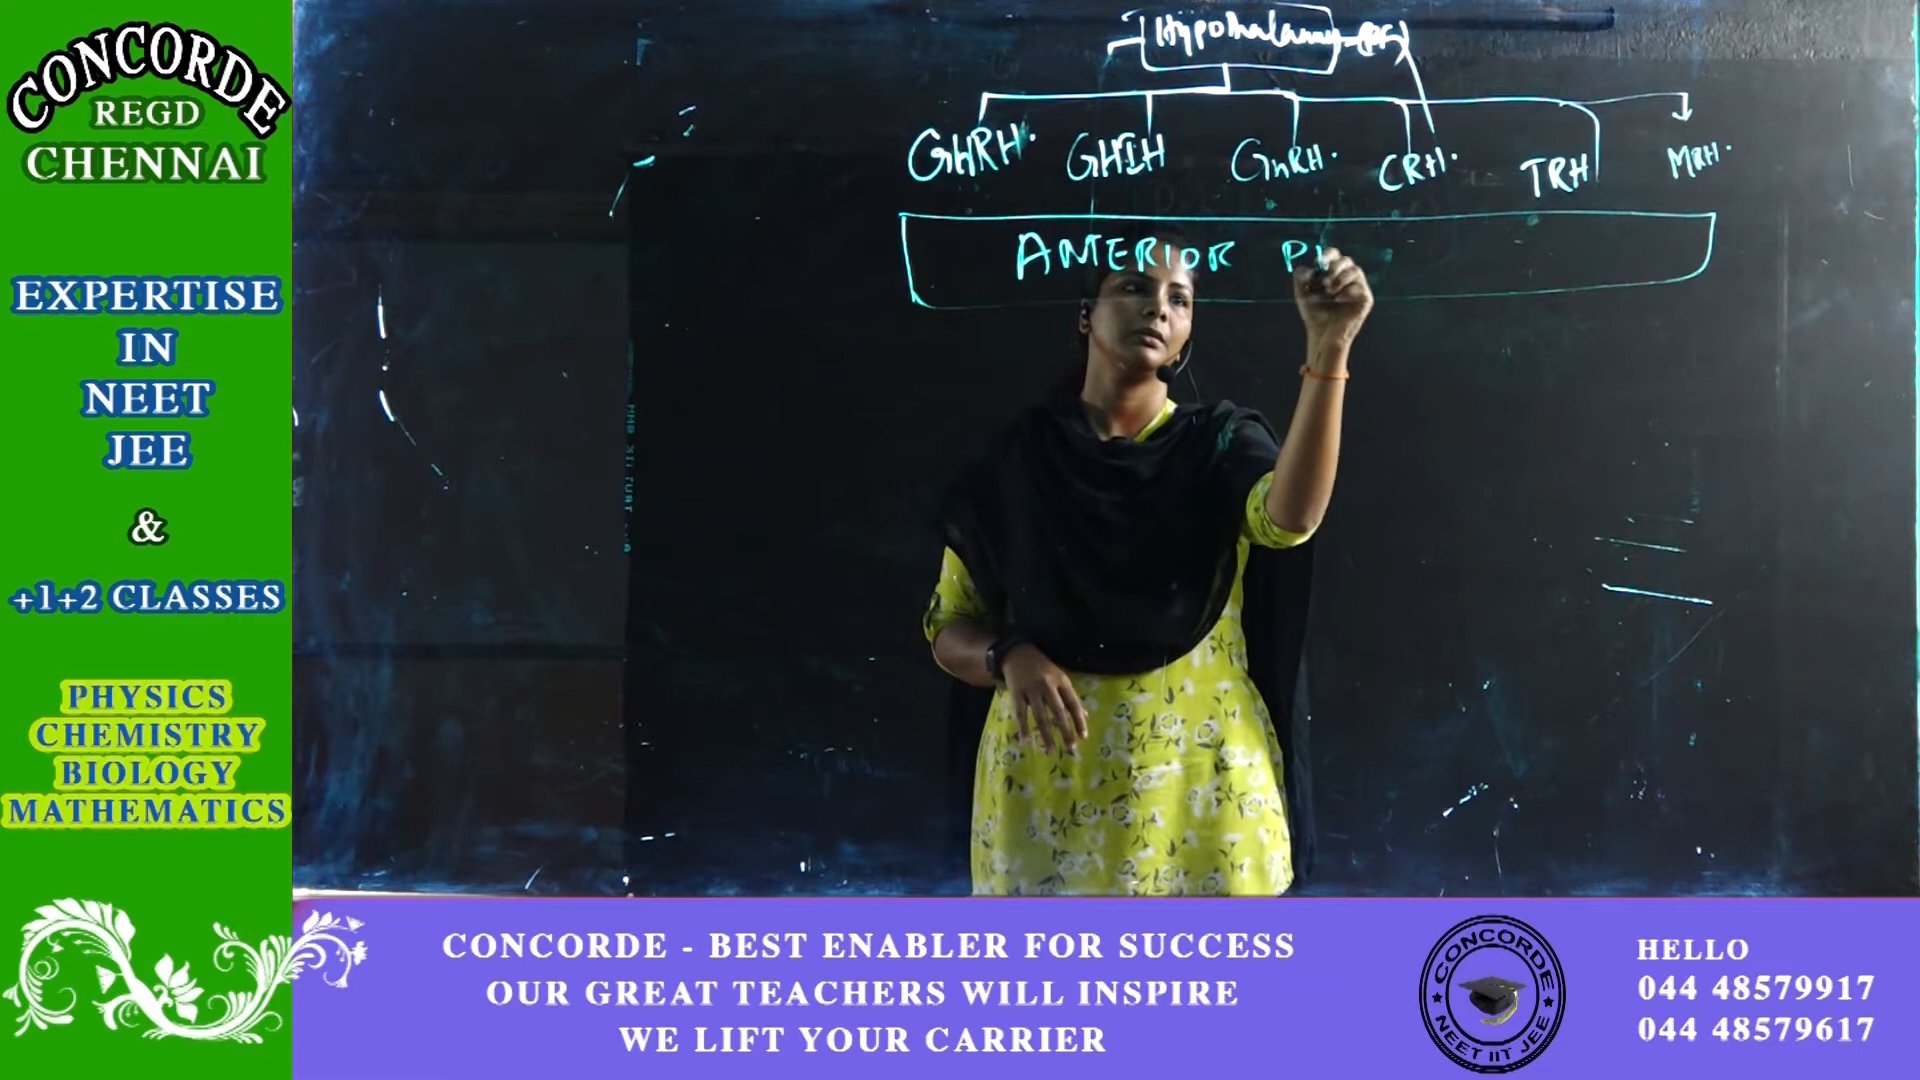 CONCORDE
REGD
CHENNAI
EXPERTISE
IN
NEET
JEE
&
+1+2 CLASSES
PHYSICS
CHEMISTRY
BIOLOGY
MATHEMATICS
Hypothalamus
GHRH. GHIH GnRH. CRH. TRH MRH.
ANTERIOR PI
CONCORDE - BEST ENABLER FOR SUCCESS
OUR GREAT TEACHERS WILL INSPIRE
WE LIFT YOUR CARRIER
CONCORDE
NEET IIT JEE
HELLO
044 48579917
044 48579617